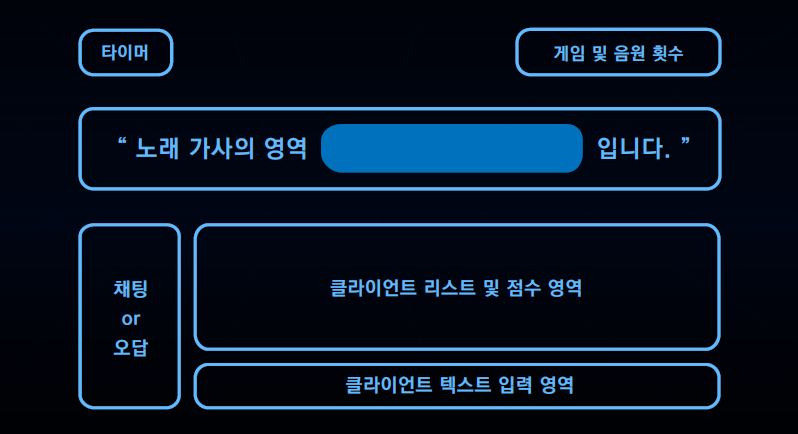 타이머
게임 및 음원 횟수
“ 노래 가사의 영역 입니다. ”
채팅
or
오답
클라이언트 리스트 및 점수 영역
클라이언트 텍스트 입력 영역